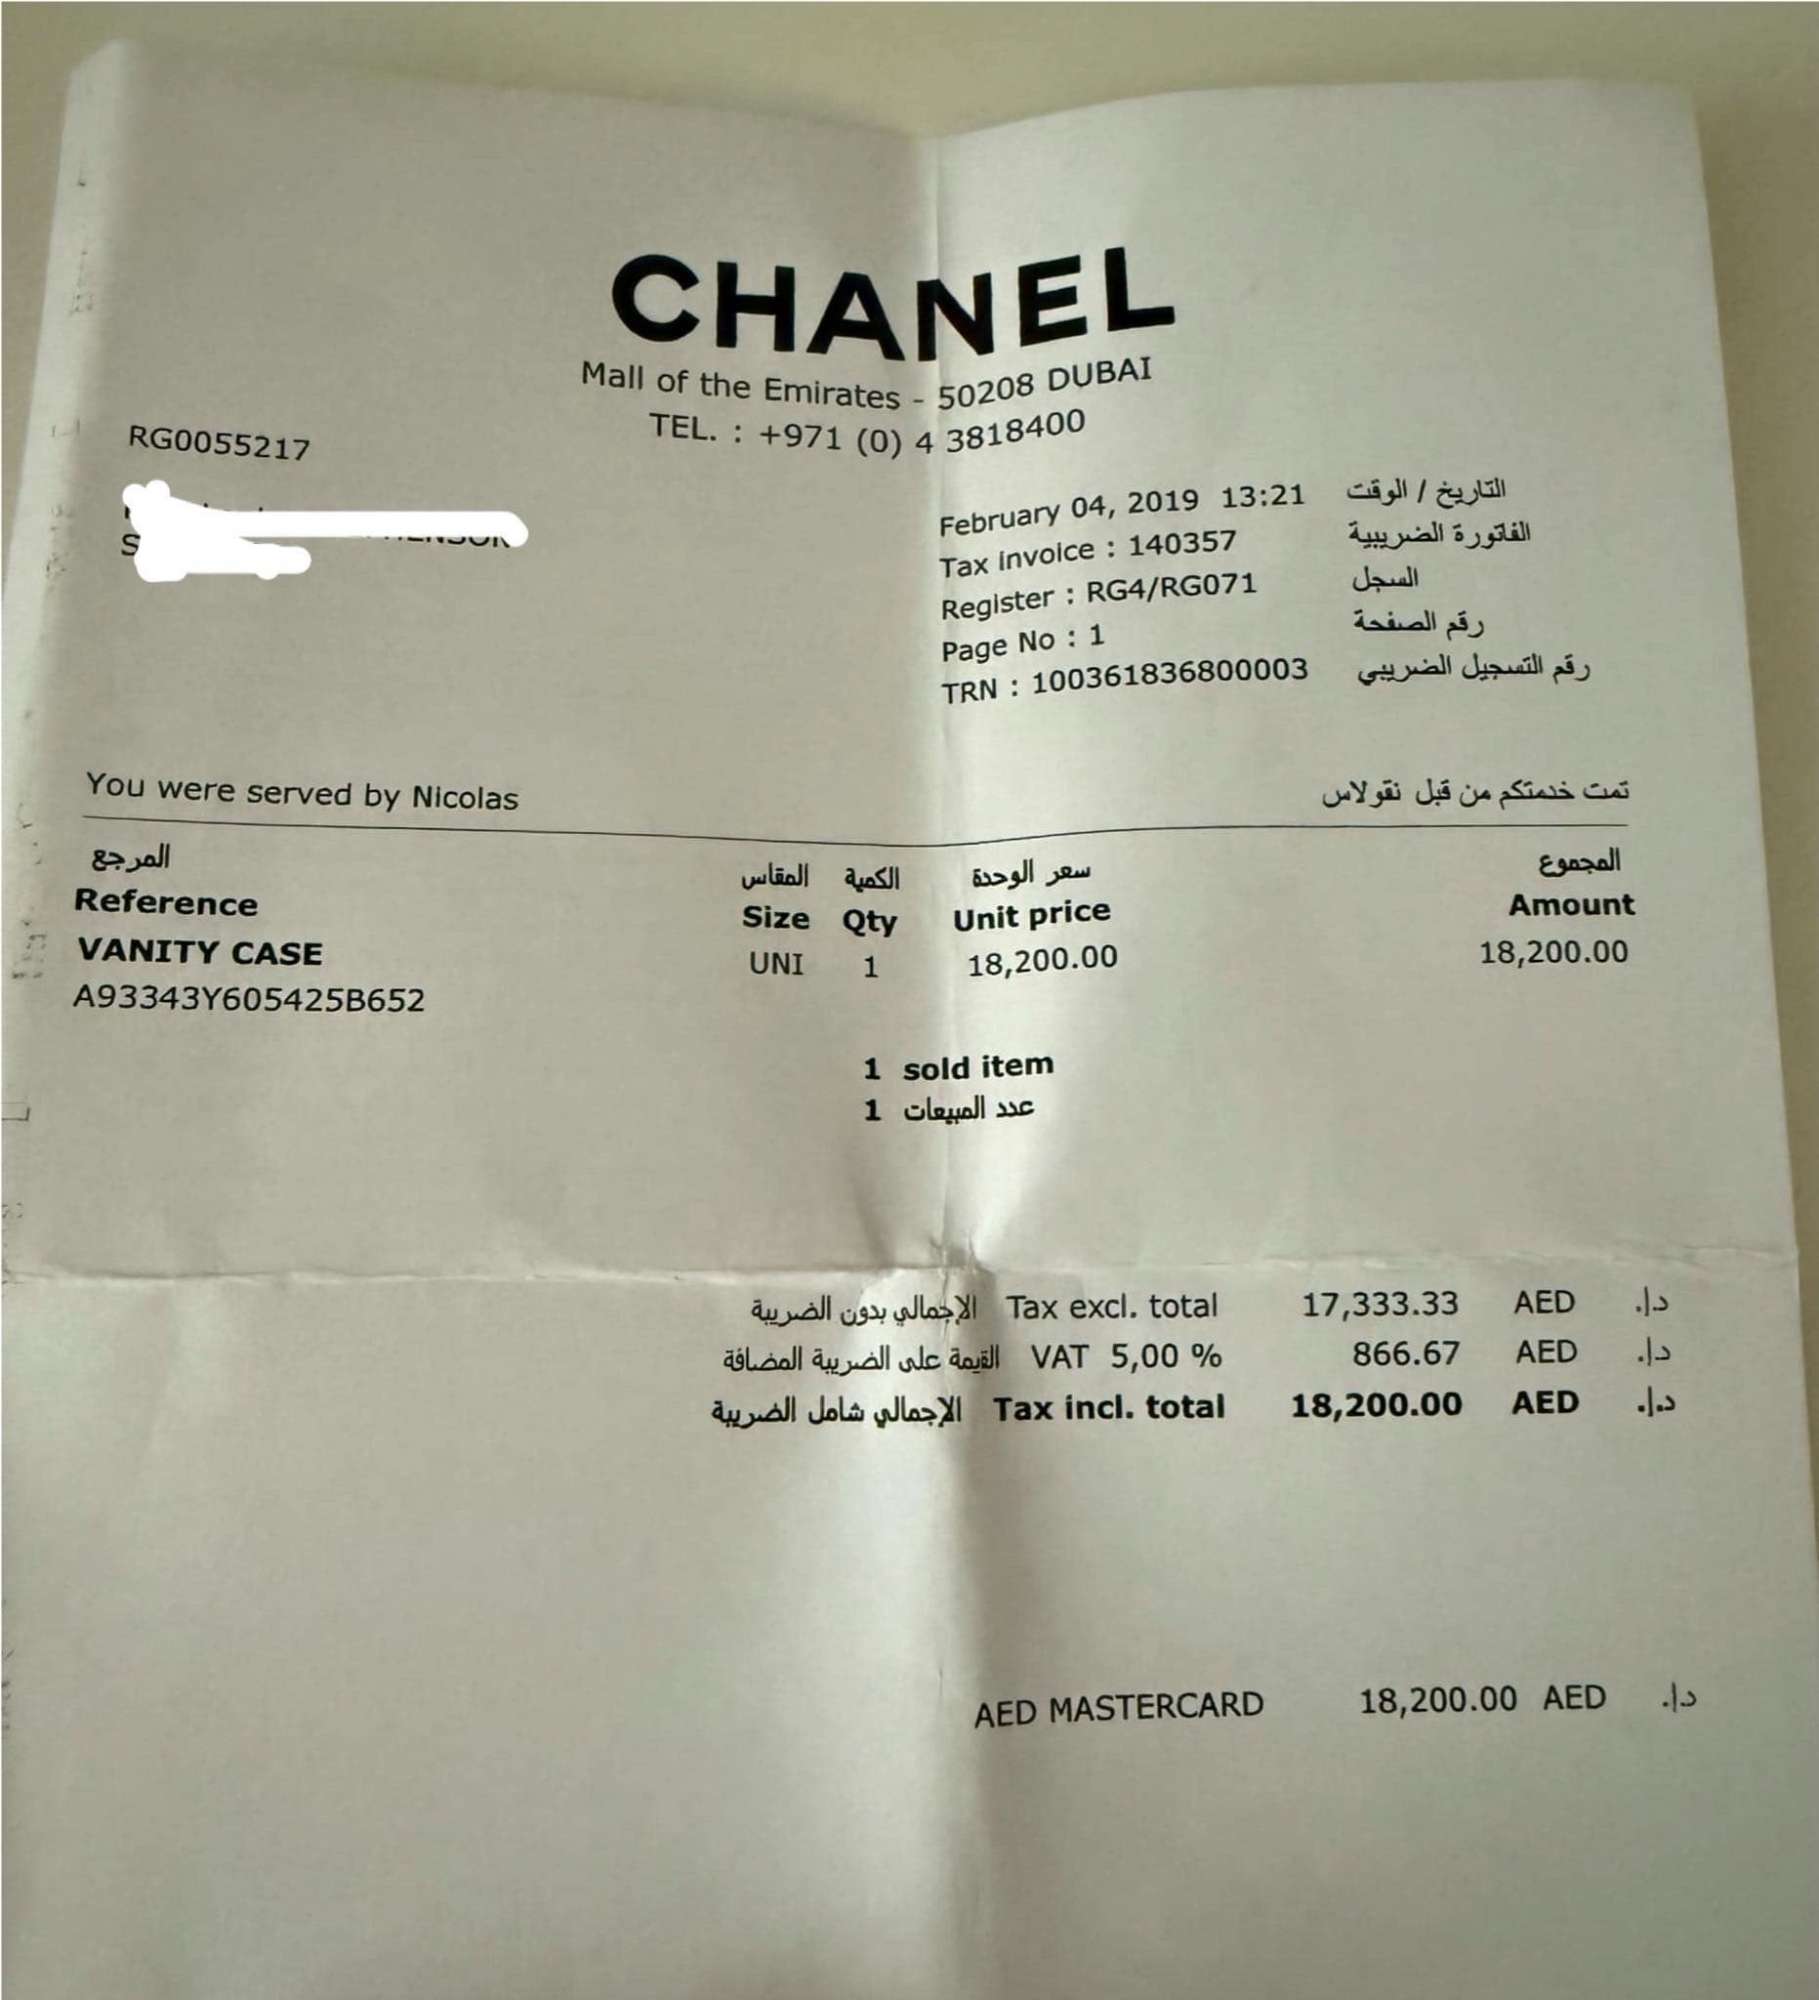 CHANEL
Mall of the Emirates - 50208 DUBAI
TEL. : +971 (0) 4 3818400
RG0055217
February 04, 2019 13:21 التاريخ / الوقت
Tax invoice : 140357 الفاتورة الضريبية
Register : RG4/RG071 السجل
Page No : 1 رقم الصفحة
TRN : 100361836800003 رقم التسجيل الضريبي
You were served by Nicolas تمت خدمتكم من قبل نقولاس
المرجع المقاس الكمية سعر الوحدة المجموع
Reference Size Qty Unit price Amount
VANITY CASE UNI 1 18,200.00 18,200.00
A93343Y605425B652
1 sold item
1 عدد المبيعات
الإجمالي بدون الضريبة Tax excl. total 17,333.33 AED د.إ.
القيمة على الضريبة المضافة VAT 5,00 % 866.67 AED د.إ.
الإجمالي شامل الضريبة Tax incl. total 18,200.00 AED د.إ.
AED MASTERCARD 18,200.00 AED د.إ.